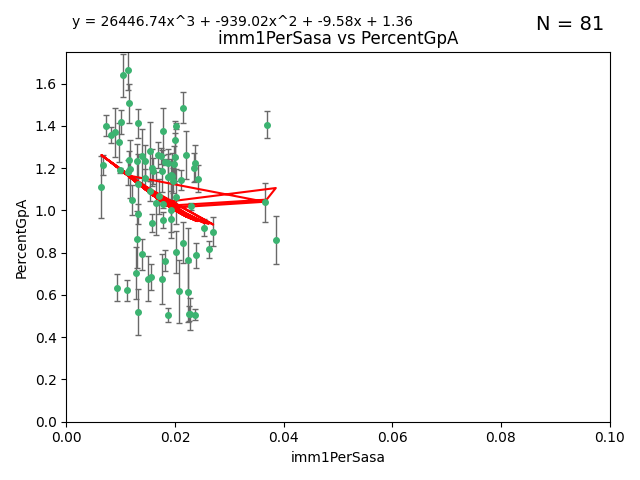 y = 26446.74x^3 + -939.02x^2 + -9.58x + 1.36
N = 81
imm1PerSasa vs PercentGpA
PercentGpA
1.6
1.4
1.2
1.0
0.8
0.6
0.4
0.2
0.0
0.00 0.02 0.04 0.06 0.08 0.10
imm1PerSasa